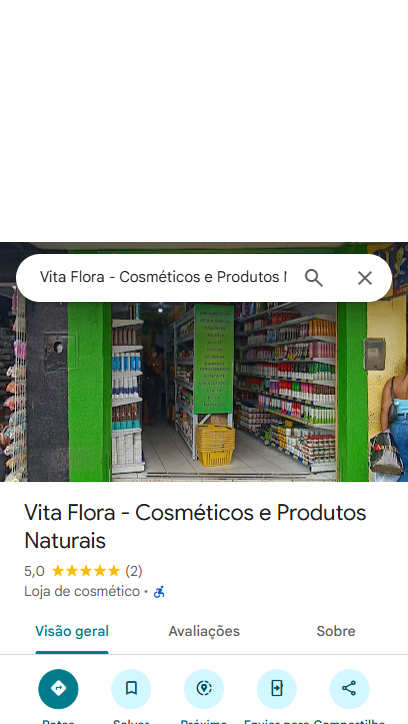 Vita Flora - Cosméticos e Produtos
Vita Flora - Cosméticos e Produtos
Naturais
5,0 (2)
Loja de cosmético ·
Visão geral Avaliações Sobre
Rotas Salvar Próximo Enviar para Compartilhe